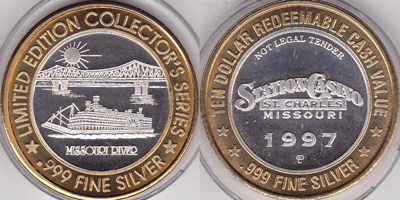 LIMITED EDITION COLLECTOR'S SERIES
MISSOURI RIVER
.999 FINE SILVER
TEN DOLLAR REDEEMABLE CASH VALUE
NOT LEGAL TENDER
STATION CASINO
ST. CHARLES
MISSOURI
1997
.999 FINE SILVER